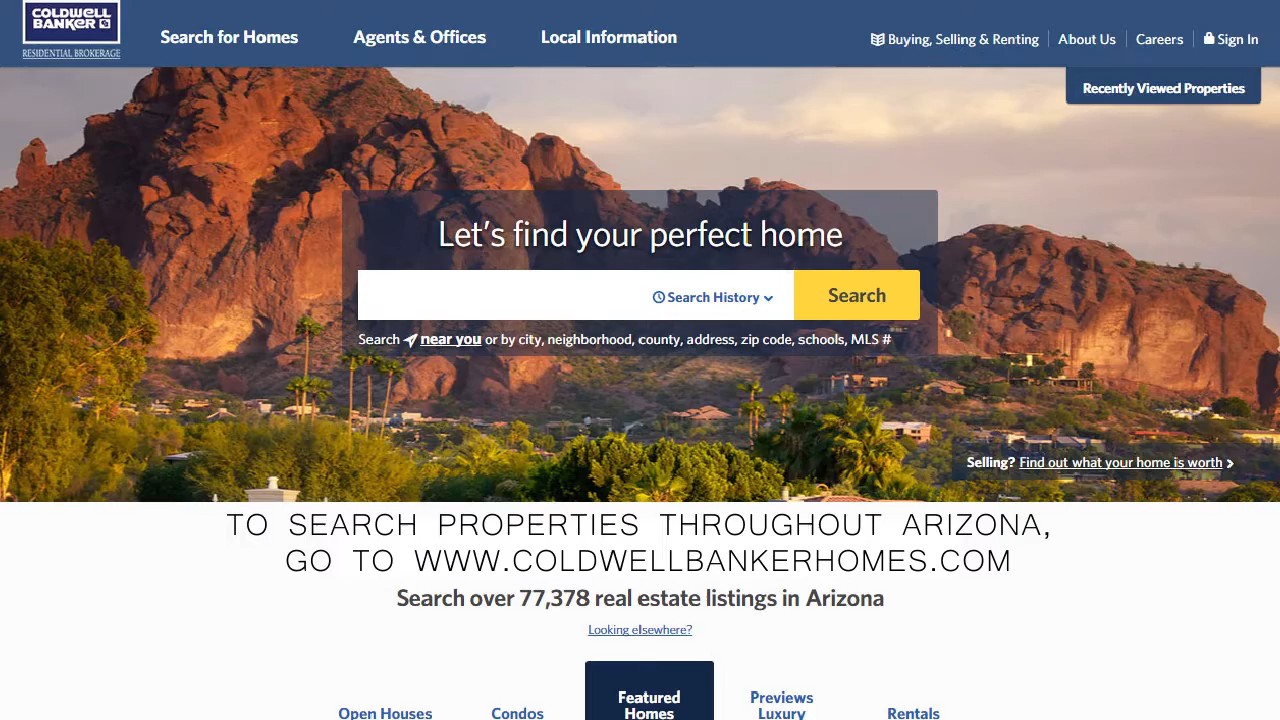 COLDWELL
BANKER
RESIDENTIAL BROKERAGE
Search for Homes
Agents & Offices
Local Information
Buying, Selling & Renting
About Us
Careers
Sign In
Recently Viewed Properties
Let's find your perfect home
Search History
Search
Search near you or by city, neighborhood, county, address, zip code, schools, MLS #
Selling? Find out what your home is worth
TO SEARCH PROPERTIES THROUGHOUT ARIZONA,
GO TO WWW.COLDWELLBANKERHOMES.COM
Search over 77,378 real estate listings in Arizona
Looking elsewhere?
Open Houses
Condos
Featured
Homes
Previews
Luxury
Rentals